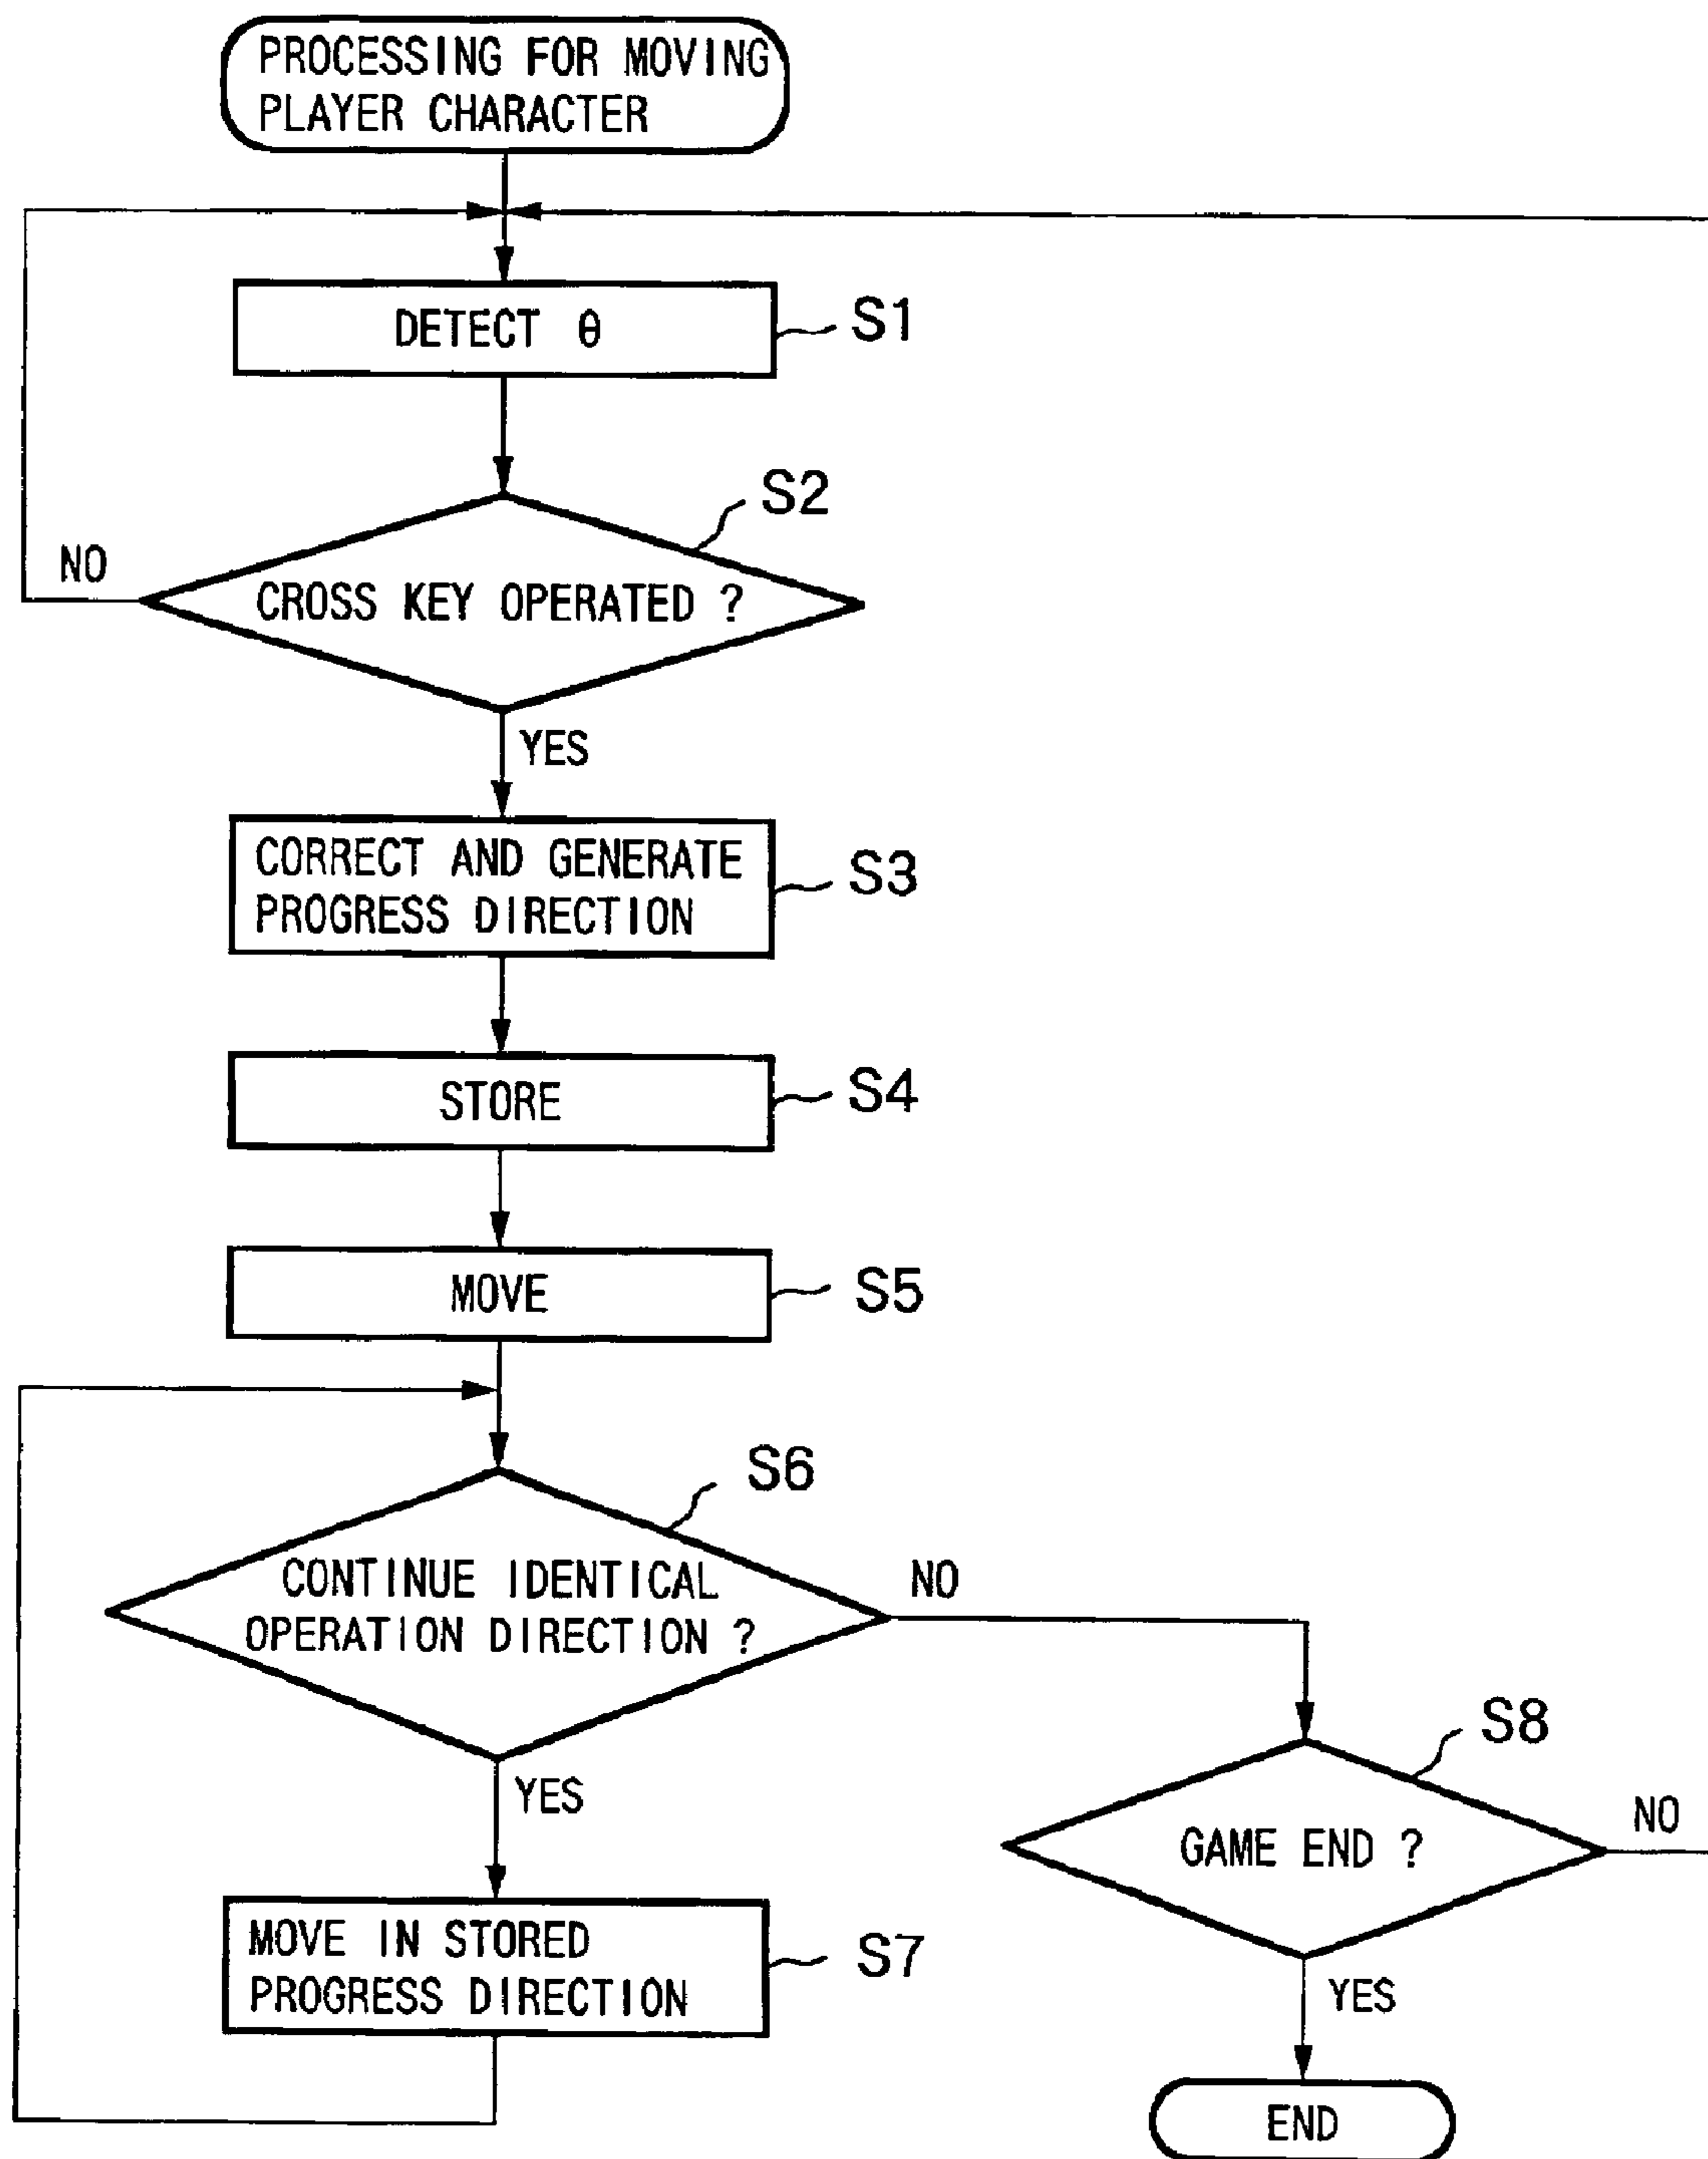 PROCESSING FOR MOVING
PLAYER CHARACTER
DETECT θ
S1
S2
NO
CROSS KEY OPERATED ?
YES
CORRECT AND GENERATE
PROGRESS DIRECTION
S3
STORE
S4
MOVE
S5
S6
CONTINUE IDENTICAL
OPERATION DIRECTION ?
NO
YES
S8
GAME END ?
NO
MOVE IN STORED
PROGRESS DIRECTION
S7
YES
END